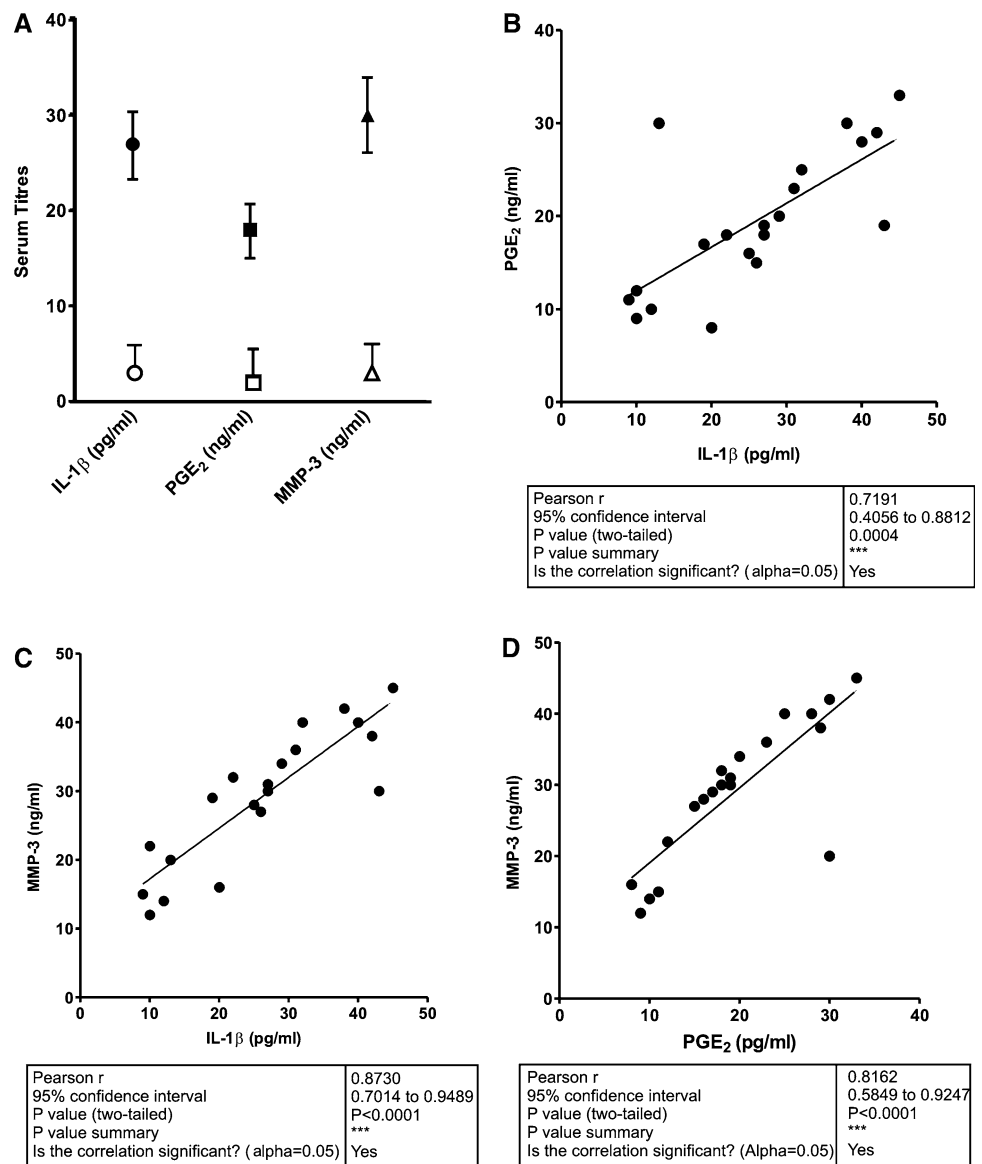 A
40
30
20
10
0
Serum Titres
IL-1β (pg/ml)
PGE₂ (ng/ml)
MMP-3 (ng/ml)
B
40
30
20
10
0
PGE₂ (ng/ml)
0 10 20 30 40 50
IL-1β (pg/ml)
Pearson r 0.7191
95% confidence interval 0.4056 to 0.8812
P value (two-tailed) 0.0004
P value summary ***
Is the correlation significant? (alpha=0.05) Yes
C
50
40
30
20
10
0
MMP-3 (ng/ml)
0 10 20 30 40 50
IL-1β (pg/ml)
Pearson r 0.8730
95% confidence interval 0.7014 to 0.9489
P value (two-tailed) P<0.0001
P value summary ***
Is the correlation significant? (alpha=0.05) Yes
D
50
40
30
20
10
0
MMP-3 (ng/ml)
0 10 20 30 40
PGE₂ (pg/ml)
Pearson r 0.8162
95% confidence interval 0.5849 to 0.9247
P value (two-tailed) P<0.0001
P value summary ***
Is the correlation significant? (Alpha=0.05) Yes